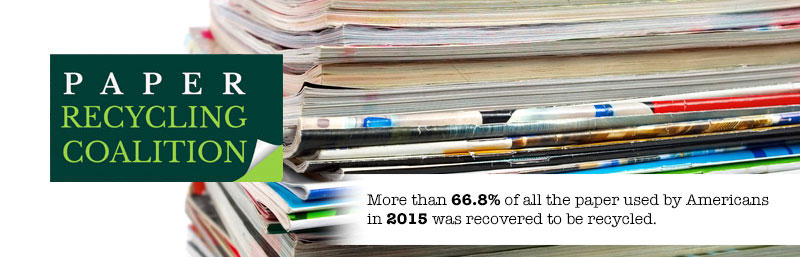 PAPER
RECYCLING
COALITION
More than 66.8% of all the paper used by Americans
in 2015 was recovered to be recycled.